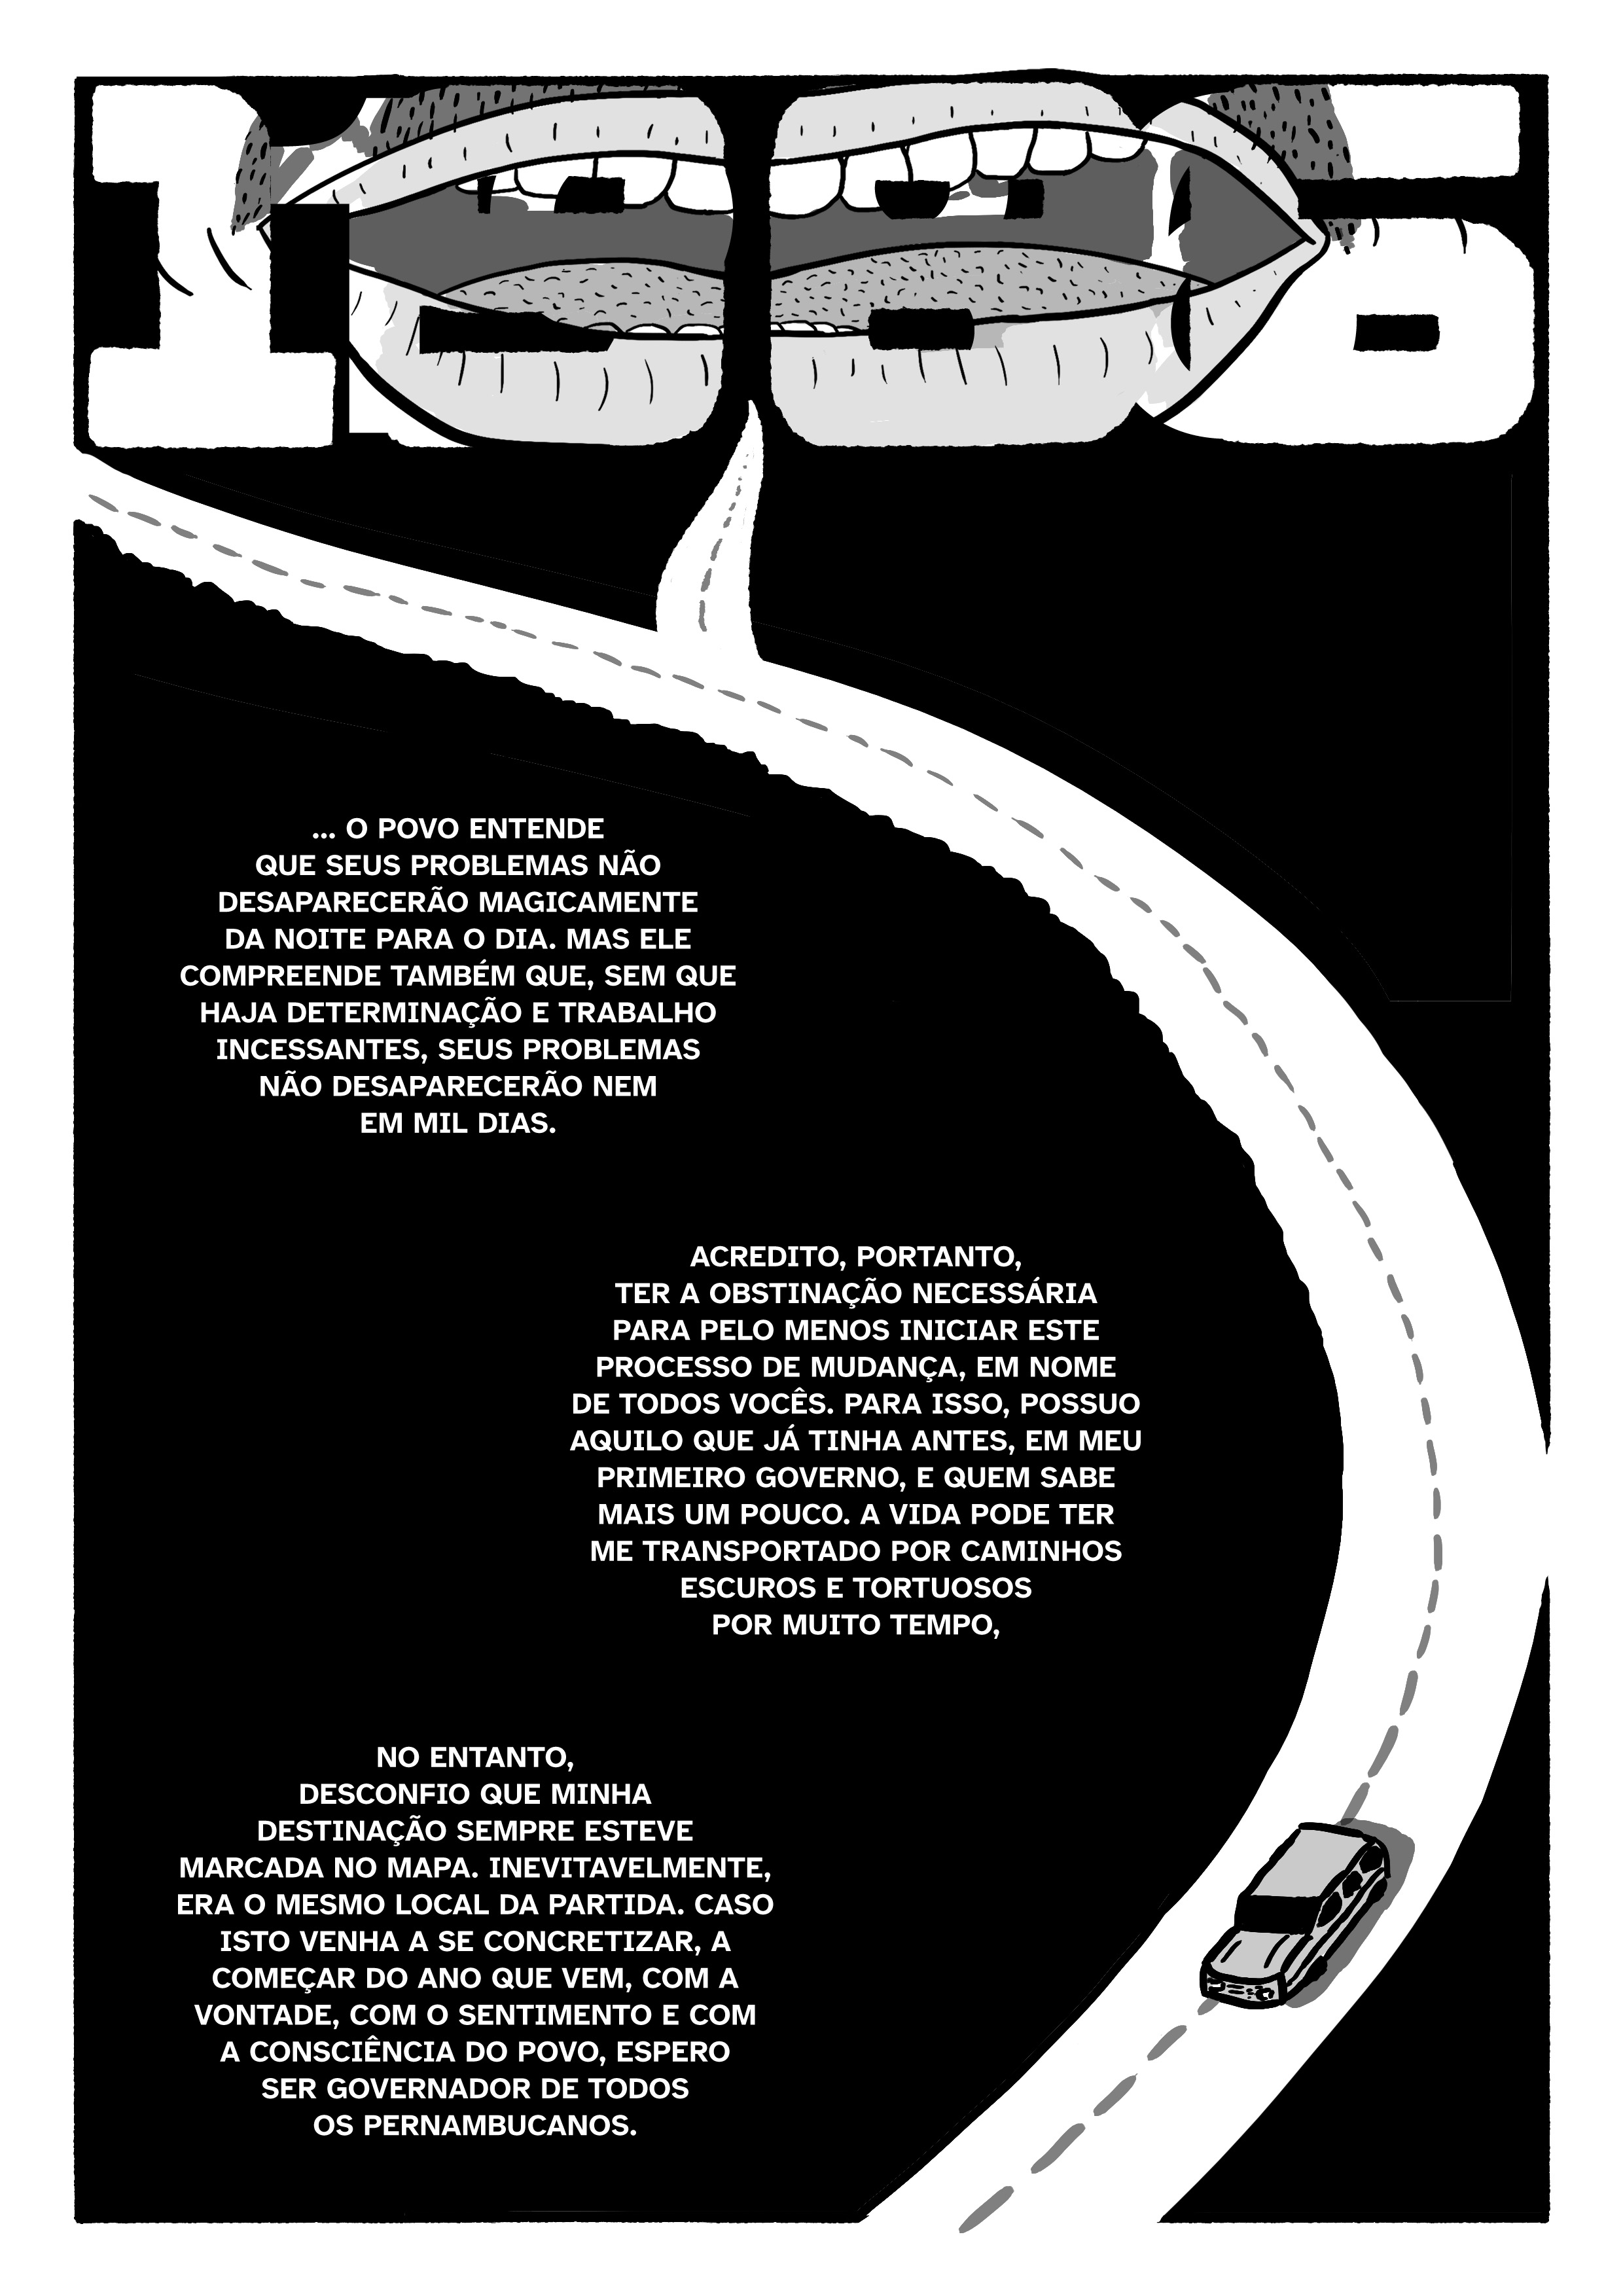 1986
... O POVO ENTENDE
QUE SEUS PROBLEMAS NÃO
DESAPARECERÃO MAGICAMENTE
DA NOITE PARA O DIA. MAS ELE
COMPREENDE TAMBÉM QUE, SEM QUE
HAJA DETERMINAÇÃO E TRABALHO
INCESSANTES, SEUS PROBLEMAS
NÃO DESAPARECERÃO NEM
EM MIL DIAS.
ACREDITO, PORTANTO,
TER A OBSTINAÇÃO NECESSÁRIA
PARA PELO MENOS INICIAR ESTE
PROCESSO DE MUDANÇA, EM NOME
DE TODOS VOCÊS. PARA ISSO, POSSUO
AQUILO QUE JÁ TINHA ANTES, EM MEU
PRIMEIRO GOVERNO, E QUEM SABE
MAIS UM POUCO. A VIDA PODE TER
ME TRANSPORTADO POR CAMINHOS
ESCUROS E TORTUOSOS
POR MUITO TEMPO,
NO ENTANTO,
DESCONFIO QUE MINHA
DESTINAÇÃO SEMPRE ESTEVE
MARCADA NO MAPA. INEVITAVELMENTE,
ERA O MESMO LOCAL DA PARTIDA. CASO
ISTO VENHA A SE CONCRETIZAR, A
COMEÇAR DO ANO QUE VEM, COM A
VONTADE, COM O SENTIMENTO E COM
A CONSCIÊNCIA DO POVO, ESPERO
SER GOVERNADOR DE TODOS
OS PERNAMBUCANOS.